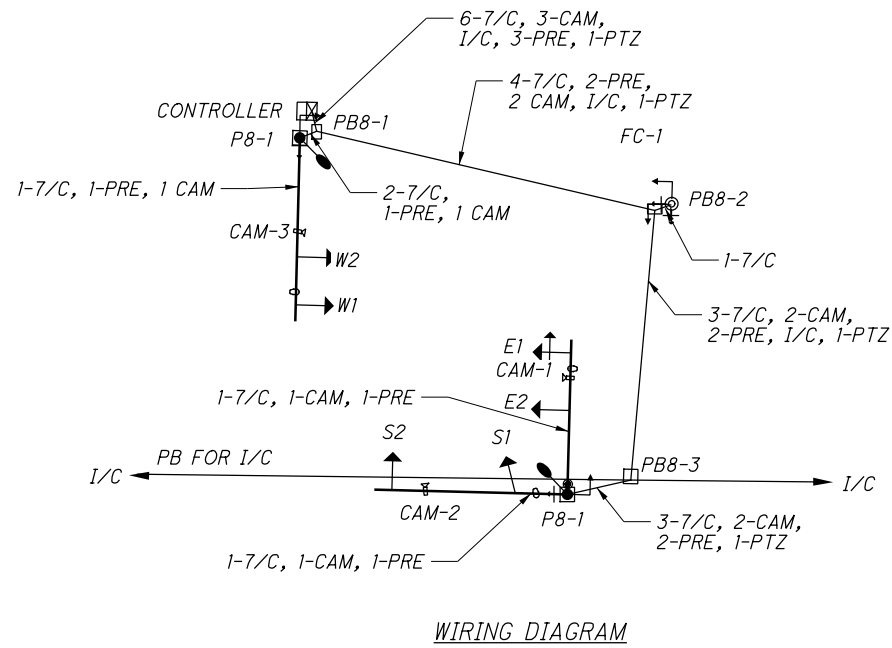 6-7/C, 3-CAM,
I/C, 3-PRE, 1-PTZ
4-7/C, 2-PRE,
2 CAM, I/C, 1-PTZ
CONTROLLER
PB8-1
FC-1
P8-1
1-7/C, 1-PRE, 1 CAM
2-7/C,
1-PRE, 1 CAM
PB8-2
CAM-3
W2
1-7/C
W1
3-7/C, 2-CAM,
2-PRE, I/C, 1-PTZ
E1
CAM-1
1-7/C, 1-CAM, 1-PRE
E2
S2
S1
PB FOR I/C
PB8-3
I/C
I/C
CAM-2
P8-1
3-7/C, 2-CAM,
2-PRE, 1-PTZ
1-7/C, 1-CAM, 1-PRE
WIRING DIAGRAM